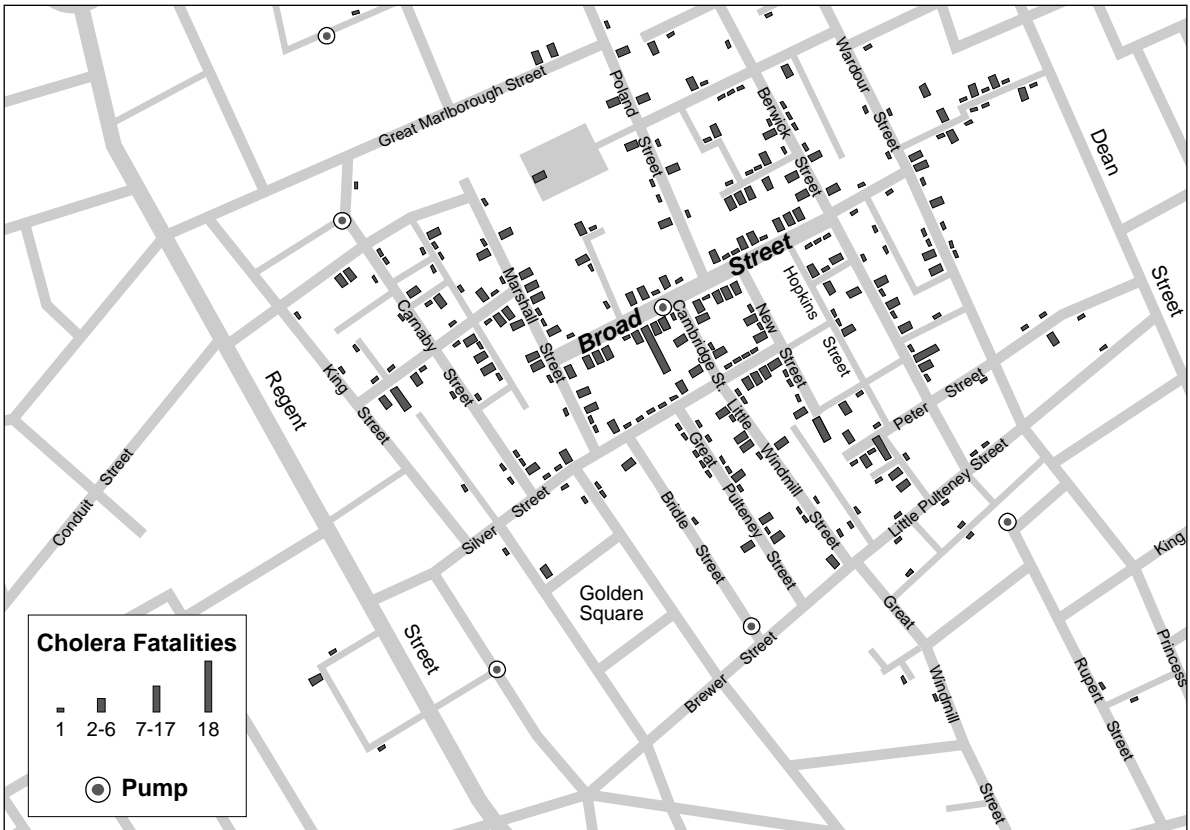 Great Marlborough Street
Poland
Street
Berwick
Street
Wardour
Street
Dean
Street
Broad
Street
Marshall
Street
Carnaby
Street
King
Street
Regent
Street
Conduit
Street
Cambridge St.
New
Street
Hopkins
Street
Peter
Street
Little
Windmill
Street
Great
Pulteney
Street
Little Pulteney Street
Bridle
Street
Silver
Street
Golden
Square
Brewer
Street
Great
Windmill
Street
Rupert
Street
King
Princess
Cholera Fatalities
1 2-6 7-17 18
Pump